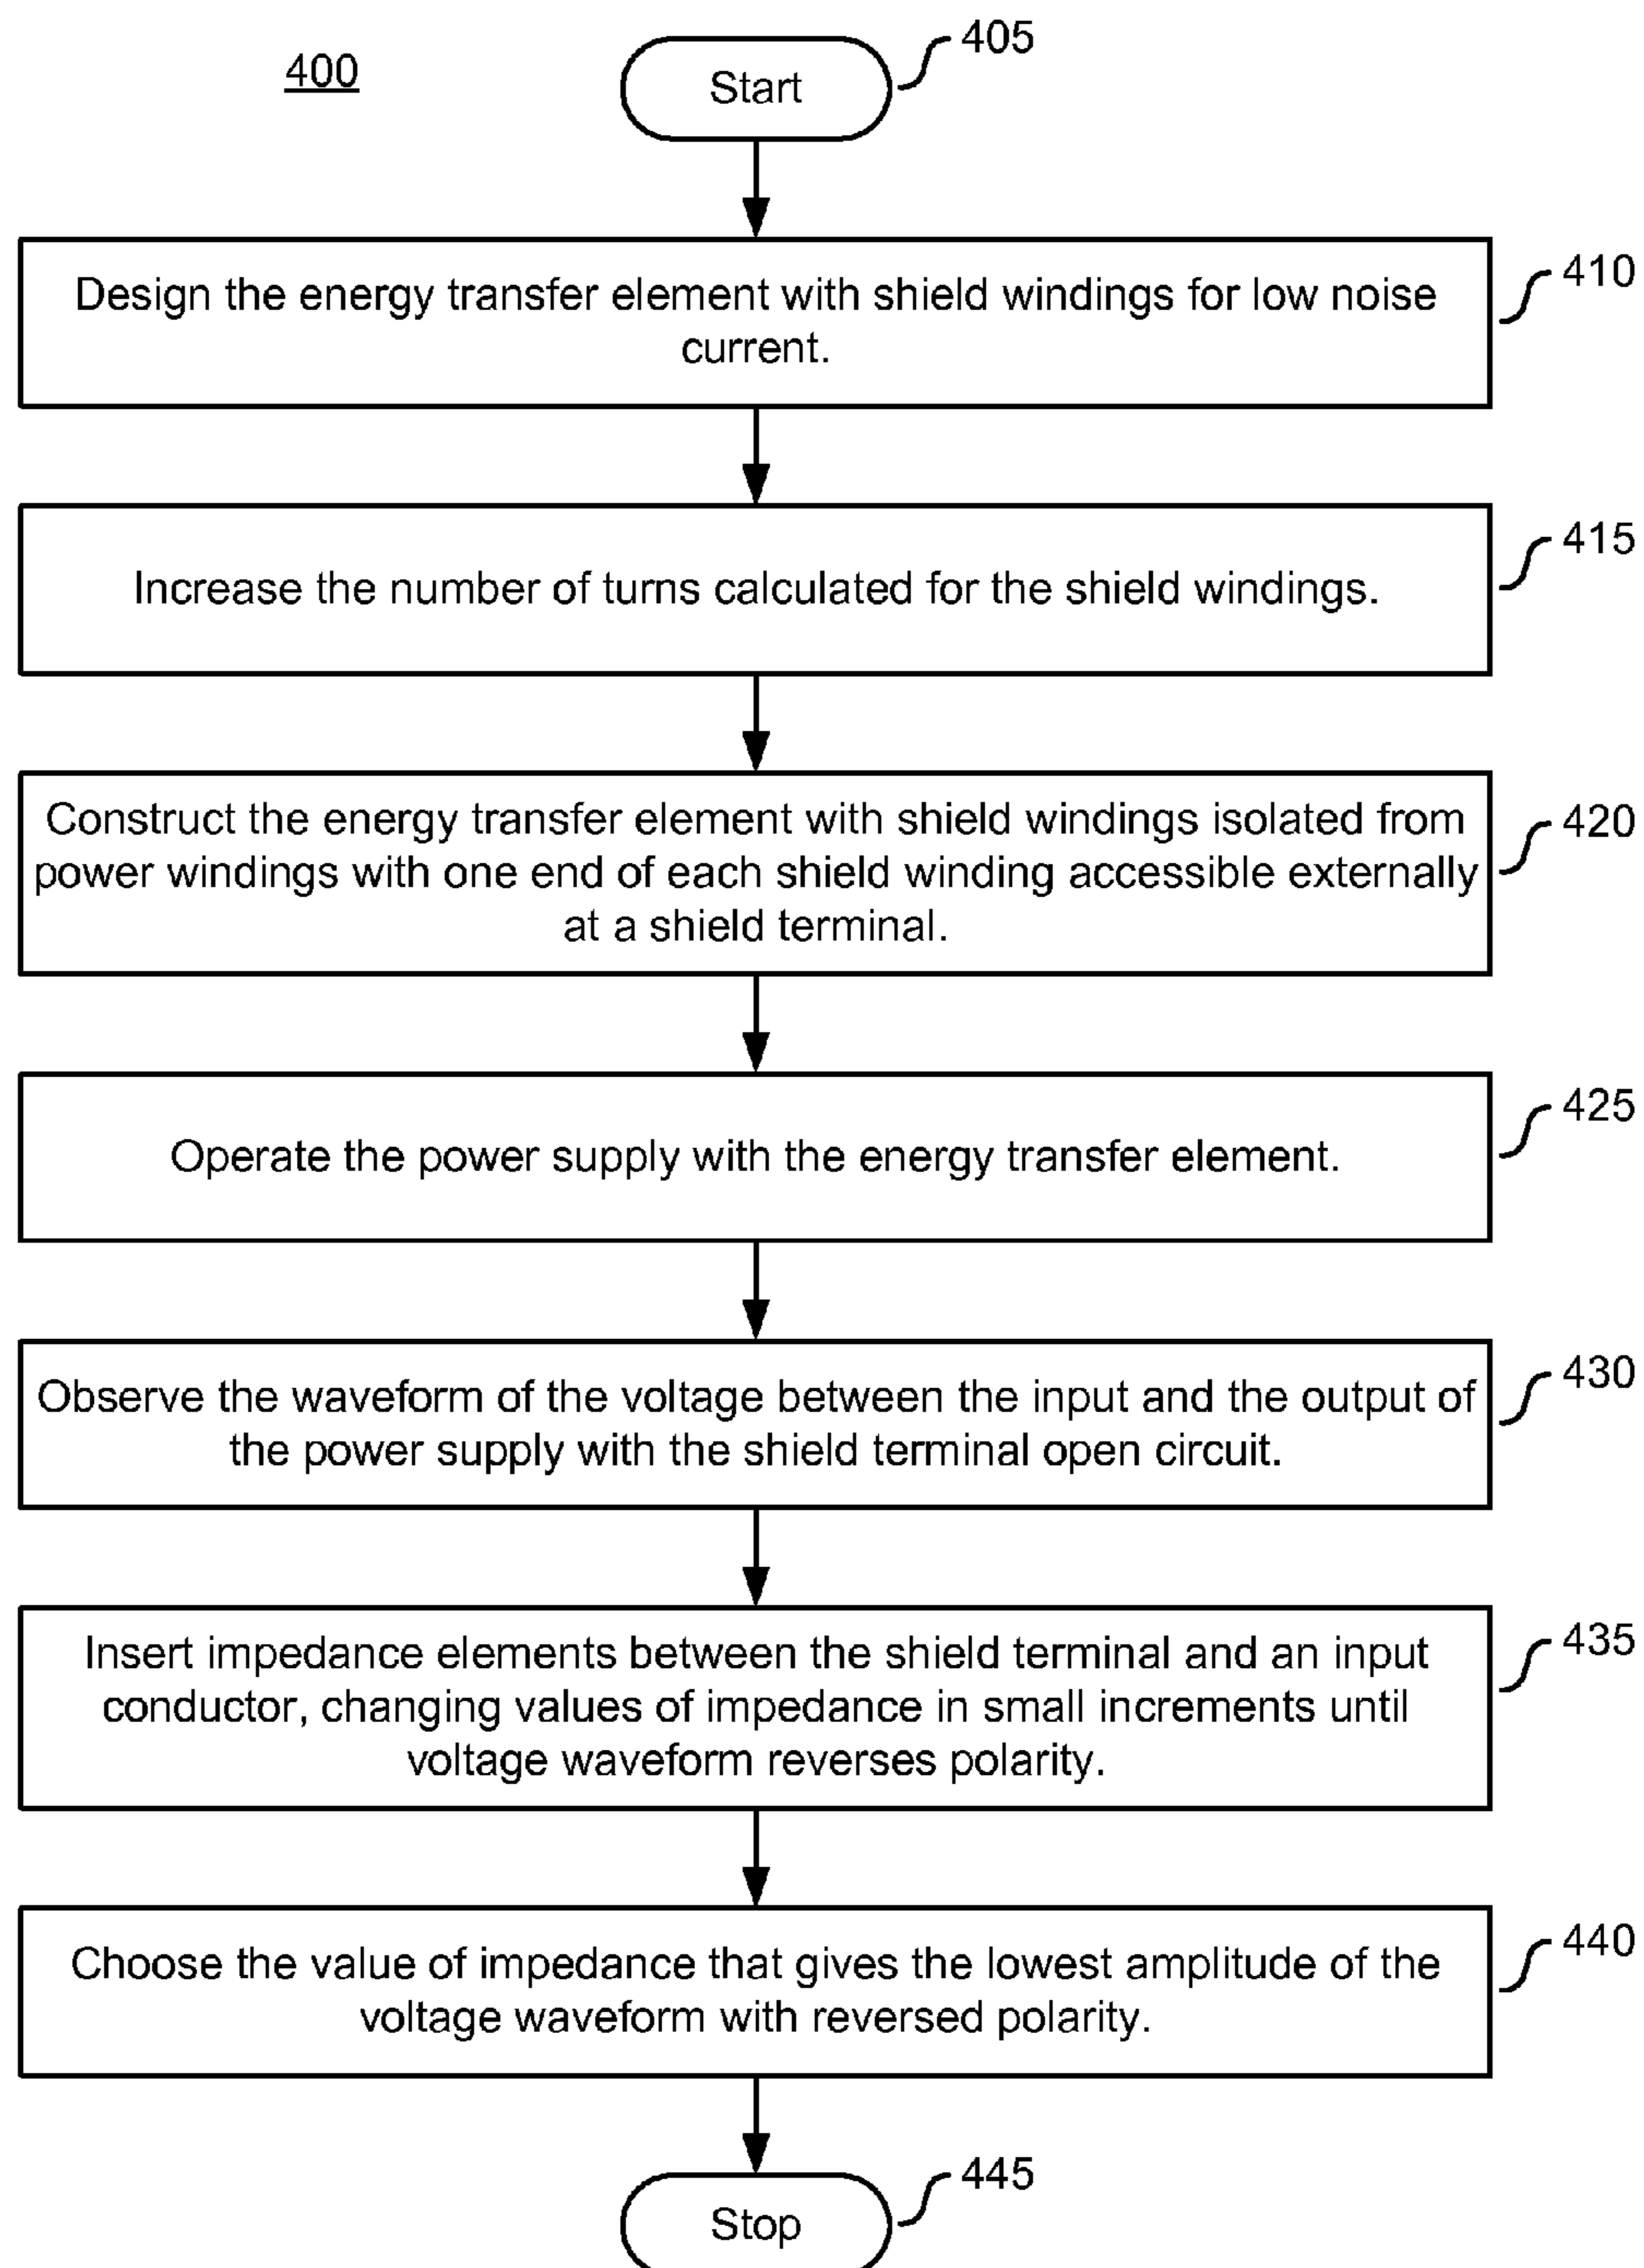 400
Start
405
Design the energy transfer element with shield windings for low noise
current.
410
Increase the number of turns calculated for the shield windings.
415
Construct the energy transfer element with shield windings isolated from
power windings with one end of each shield winding accessible externally
at a shield terminal.
420
Operate the power supply with the energy transfer element.
425
Observe the waveform of the voltage between the input and the output of
the power supply with the shield terminal open circuit.
430
Insert impedance elements between the shield terminal and an input
conductor, changing values of impedance in small increments until
voltage waveform reverses polarity.
435
Choose the value of impedance that gives the lowest amplitude of the
voltage waveform with reversed polarity.
440
Stop
445